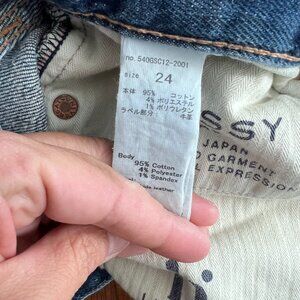 no. 540GSC12-2001
size 24
本体 95% コットン
4% ポリエステル
1% ポリウレタン
ラベル部分 牛革
Body
95% Cotton
4% Polyester
1% Spandex
leather
SSY
JAPAN
GARMENT
EXPRESSION